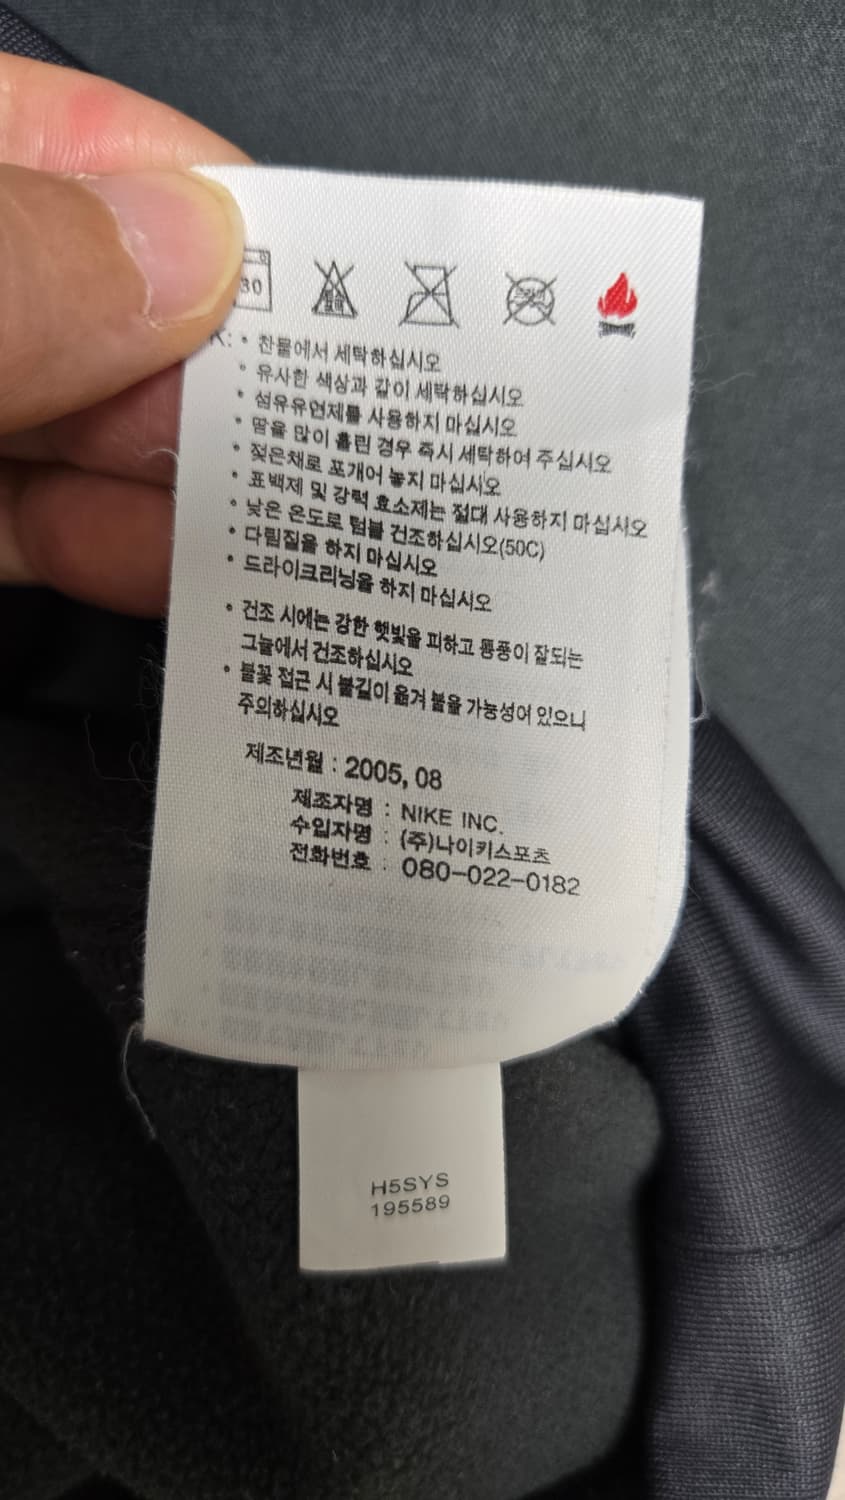 30
표백
드라이
K: • 찬물에서 세탁하십시오
• 유사한 색상과 같이 세탁하십시오
• 섬유유연제를 사용하지 마십시오
• 땀을 많이 흘린 경우 즉시 세탁하여 주십시오
• 젖은채로 포개어 놓지 마십시오
• 표백제 및 강력 효소제는 절대 사용하지 마십시오
• 낮은 온도로 텀블 건조하십시오(50C)
• 다림질을 하지 마십시오
• 드라이크리닝을 하지 마십시오
• 건조 시에는 강한 햇빛을 피하고 통풍이 잘되는
그늘에서 건조하십시오
• 불꽃 접근 시 불길이 옮겨 붙을 가능성이 있으니
주의하십시오
제조년월 : 2005, 08
제조자명 : NIKE INC.
수입자명 : (주)나이키스포츠
전화번호 : 080-022-0182
H5SYS
195589